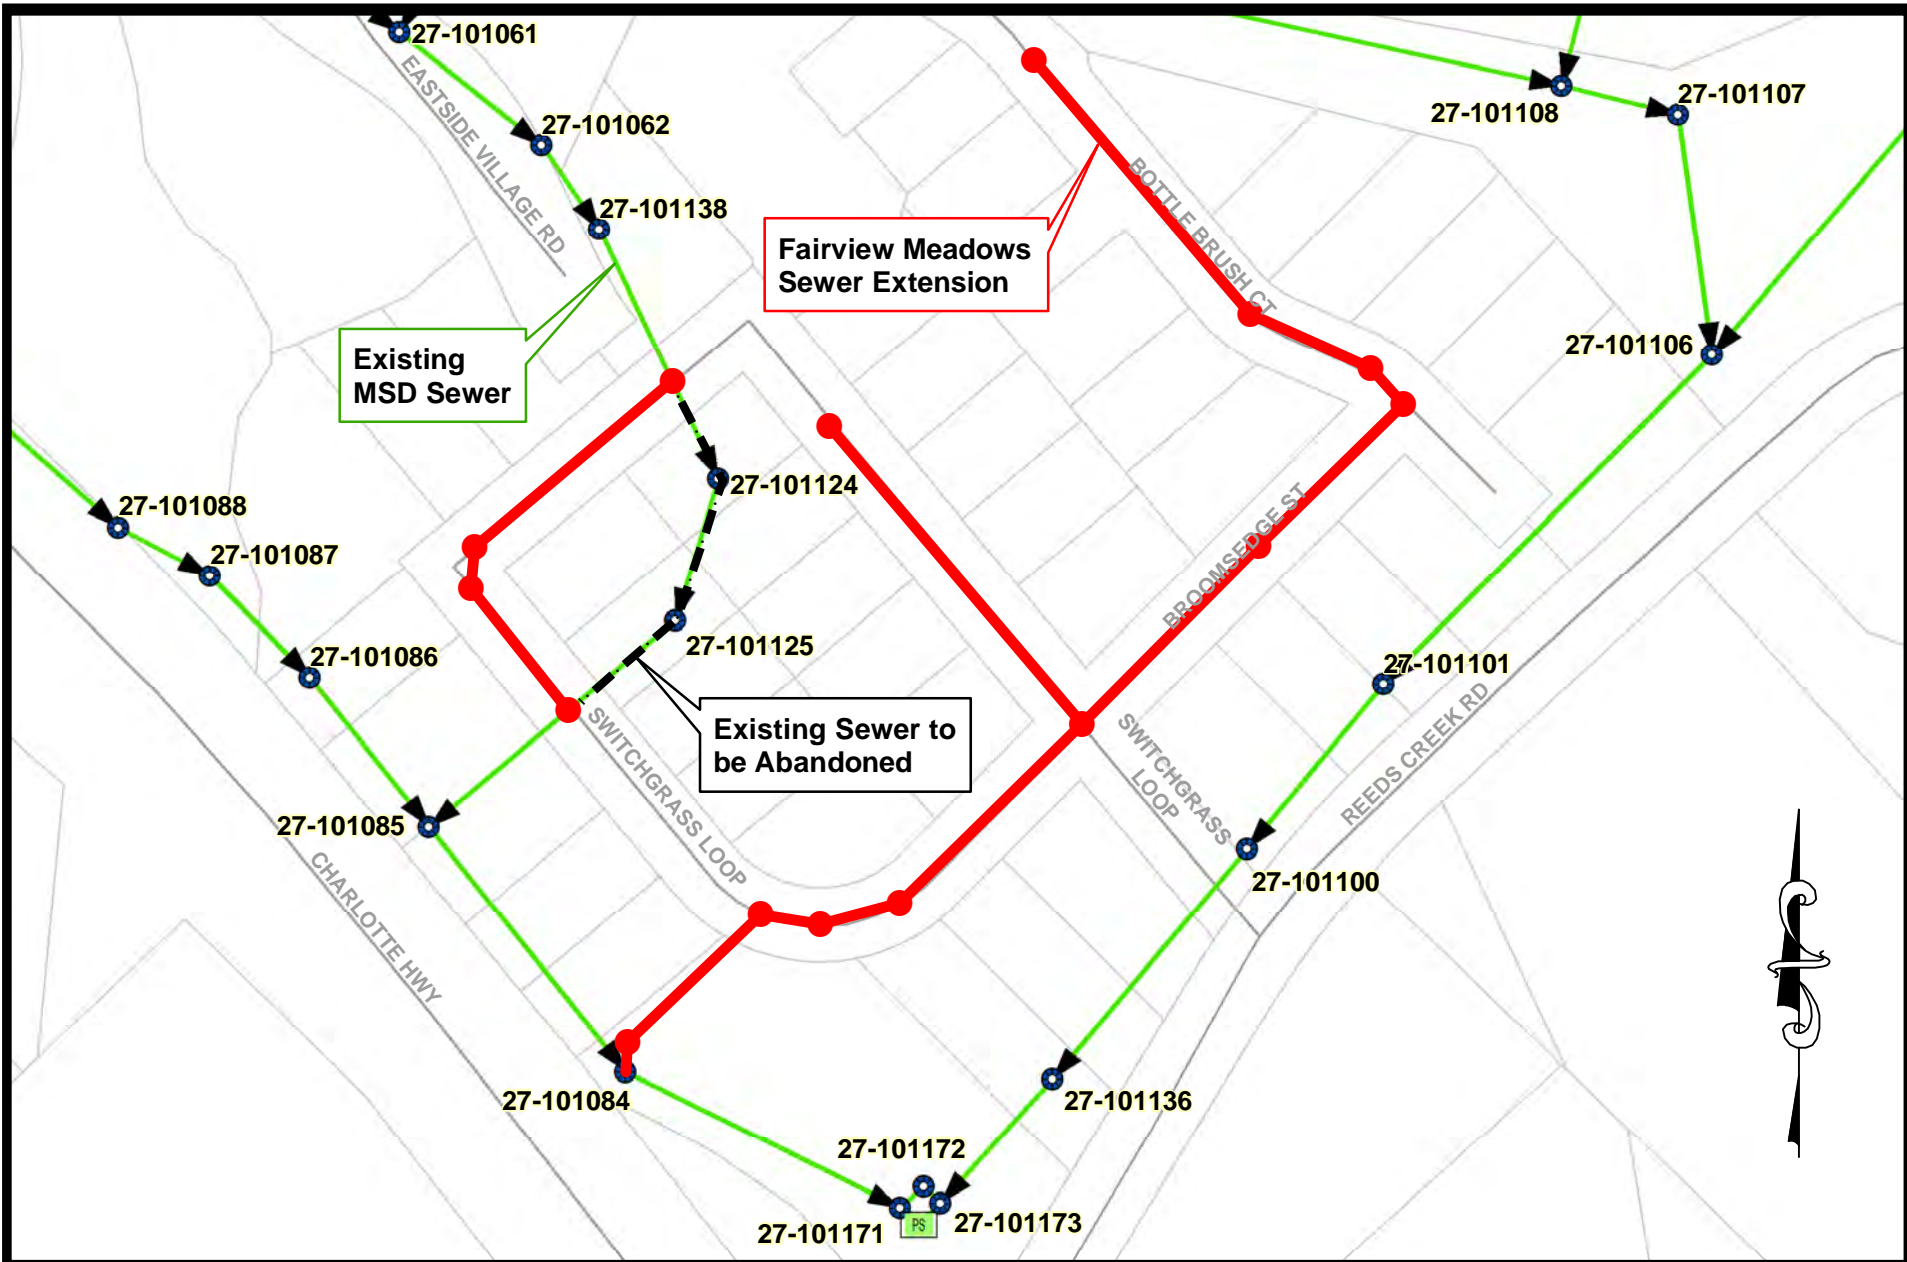 27-101061
EASTSIDE VILLAGE RD
27-101062
27-101138
27-101108
27-101107
BOTTLE BRUSH CT
Fairview Meadows
Sewer Extension
Existing
MSD Sewer
27-101106
27-101124
27-101088
27-101087
BROOMSEDGE ST
27-101125
27-101086
27-101101
Existing Sewer to
be Abandoned
SWITCHGRASS LOOP
SWITCHGRASS
LOOP
REEDS CREEK RD
27-101085
CHARLOTTE HWY
27-101100
27-101084
27-101136
27-101172
27-101171
PS
27-101173